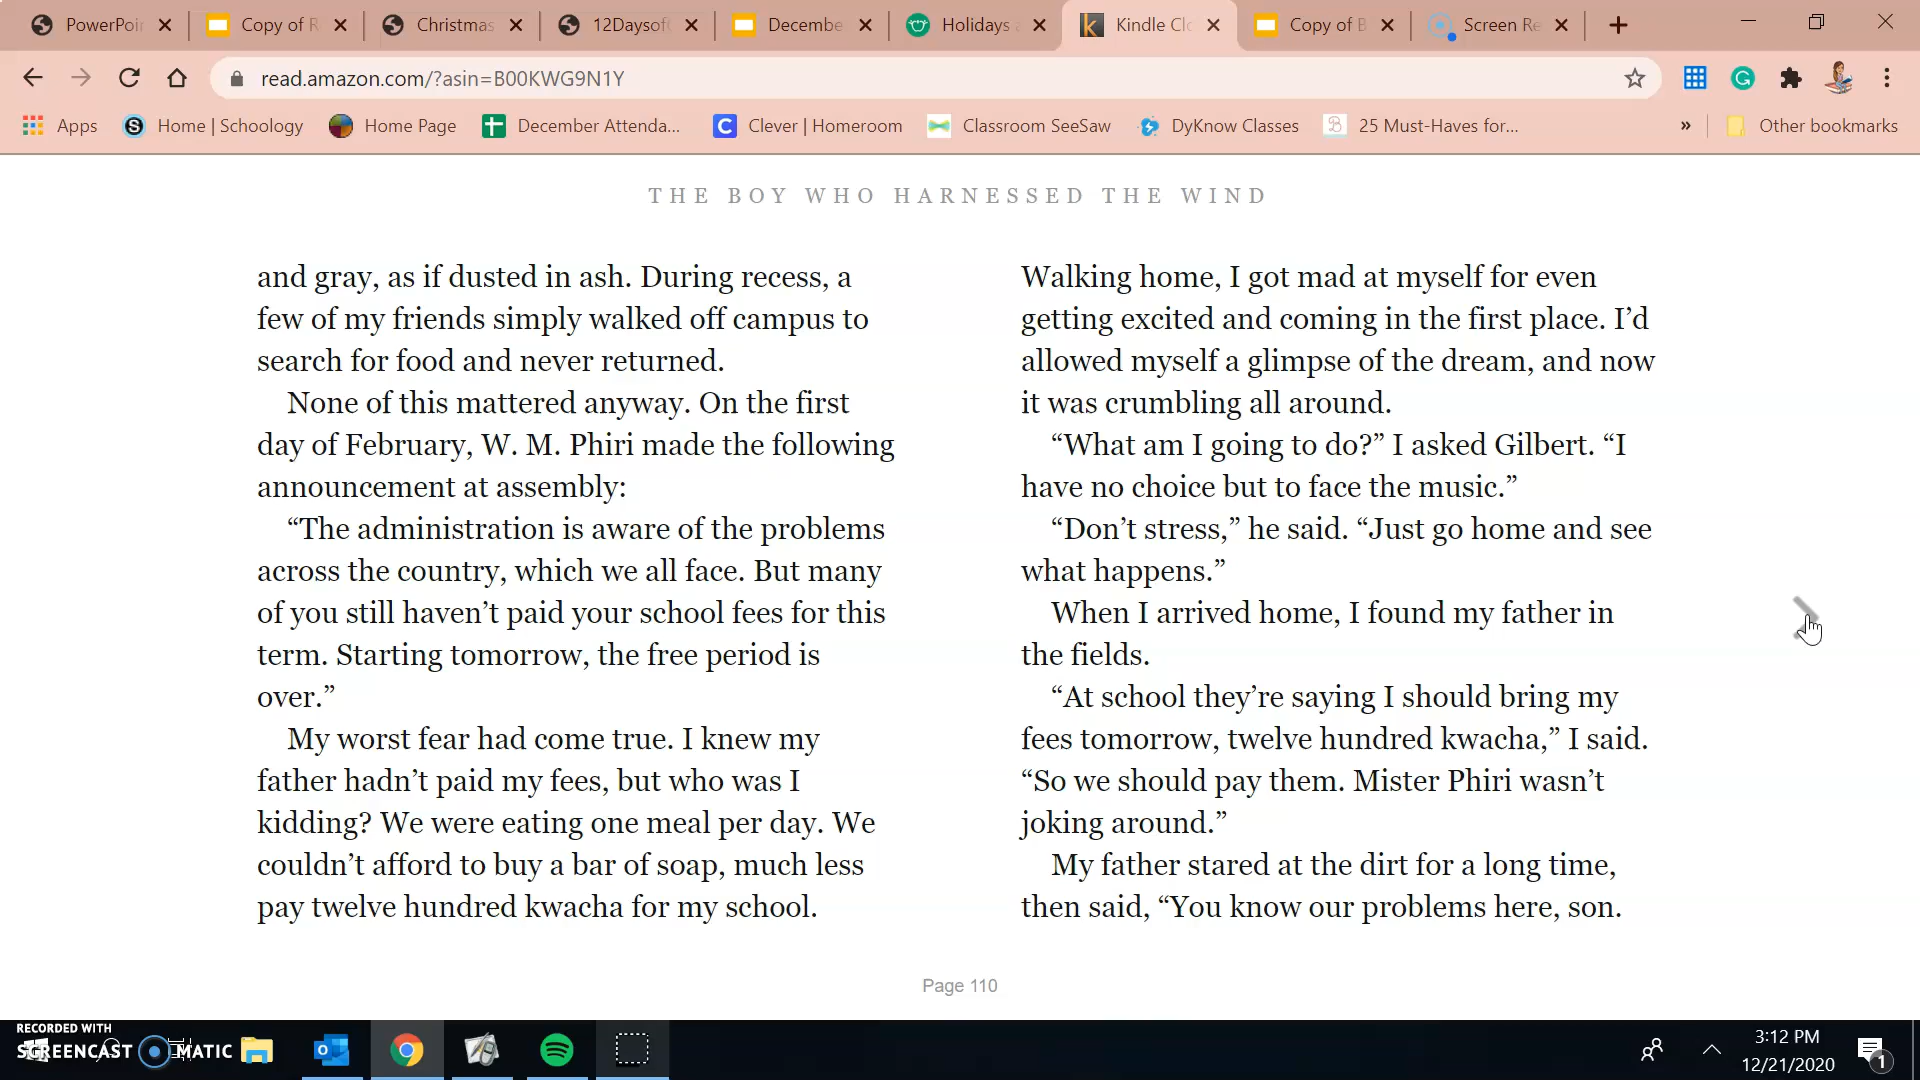 PowerPoi
Copy of R
Christmas
12Daysof
Decembe
Holidays
Kindle Clo
Copy of B
Screen Re
read.amazon.com/?asin=B00KWG9N1Y
Apps
Home | Schoology
Home Page
December Attenda...
Clever | Homeroom
Classroom SeeSaw
DyKnow Classes
25 Must-Haves for...
»
Other bookmarks
THE BOY WHO HARNESSED THE WIND
and gray, as if dusted in ash. During recess, a
few of my friends simply walked off campus to
search for food and never returned.
None of this mattered anyway. On the first
day of February, W. M. Phiri made the following
announcement at assembly:
“The administration is aware of the problems
across the country, which we all face. But many
of you still haven’t paid your school fees for this
term. Starting tomorrow, the free period is
over.”
My worst fear had come true. I knew my
father hadn’t paid my fees, but who was I
kidding? We were eating one meal per day. We
couldn’t afford to buy a bar of soap, much less
pay twelve hundred kwacha for my school.
Walking home, I got mad at myself for even
getting excited and coming in the first place. I’d
allowed myself a glimpse of the dream, and now
it was crumbling all around.
“What am I going to do?” I asked Gilbert. “I
have no choice but to face the music.”
“Don’t stress,” he said. “Just go home and see
what happens.”
When I arrived home, I found my father in
the fields.
“At school they’re saying I should bring my
fees tomorrow, twelve hundred kwacha,” I said.
“So we should pay them. Mister Phiri wasn’t
joking around.”
My father stared at the dirt for a long time,
then said, “You know our problems here, son.
Page 110
RECORDED WITH
SCREENCAST MATIC
3:12 PM
12/21/2020
1